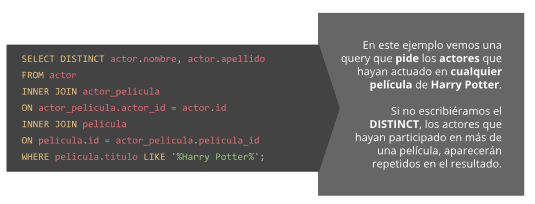 SELECT DISTINCT actor.nombre, actor.apellido
FROM actor
INNER JOIN actor_pelicula
ON actor_pelicula.actor_id = actor.id
INNER JOIN pelicula
ON pelicula.id = actor_pelicula.pelicula_id
WHERE pelicula.titulo LIKE '%Harry Potter%';
En este ejemplo vemos una
query que pide los actores que
hayan actuado en cualquier
película de Harry Potter.
Si no escribiéramos el
DISTINCT, los actores que
hayan participado en más de
una película, aparecerán
repetidos en el resultado.